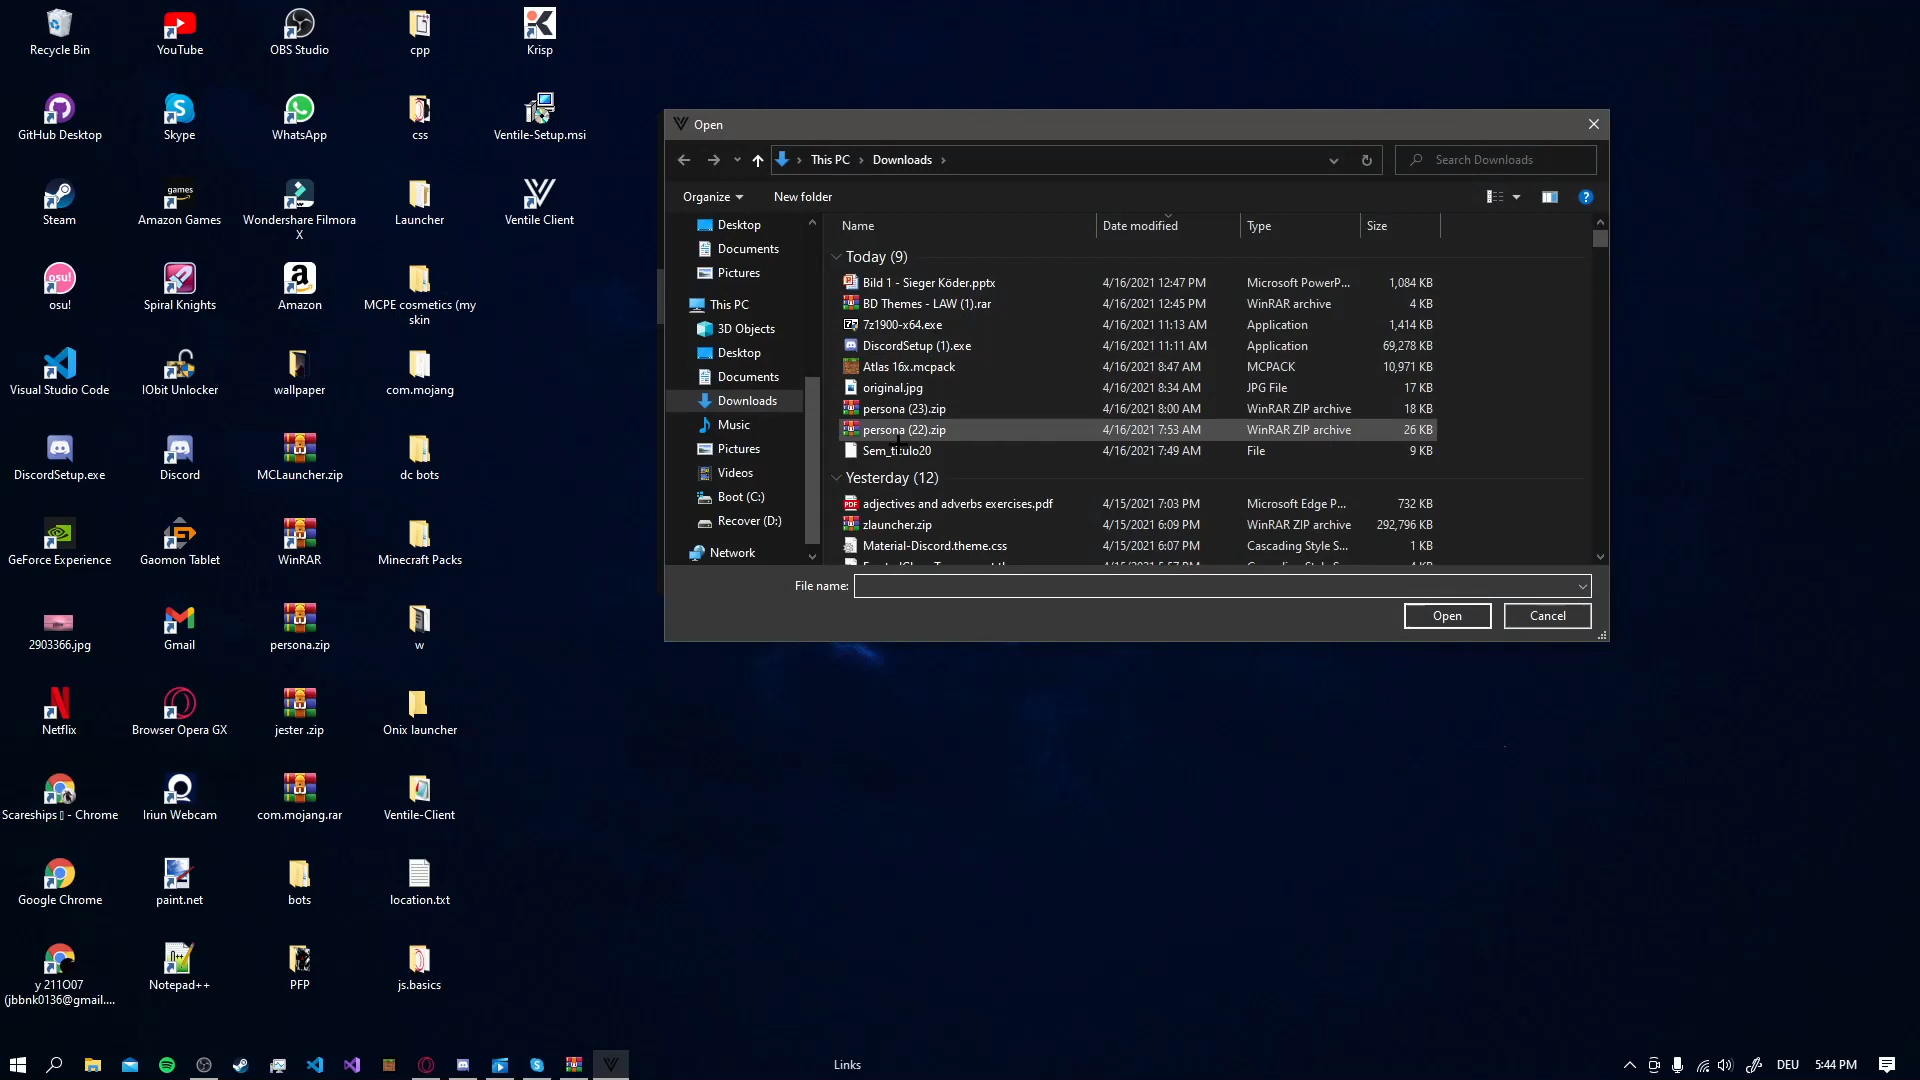 Recycle Bin
YouTube
OBS Studio
cpp
Krisp
GitHub Desktop
Skype
WhatsApp
css
Ventile-Setup.msi
Steam
games
Amazon Games
Wondershare Filmora X
Launcher
Ventile Client
osu!
osu!
Spiral Knights
Amazon
MCPE cosmetics (my skin
Visual Studio Code
IObit Unlocker
wallpaper
com.mojang
DiscordSetup.exe
Discord
MCLauncher.zip
dc bots
GeForce Experience
Gaomon Tablet
WinRAR
Minecraft Packs
2903366.jpg
Gmail
persona.zip
w
Netflix
Browser Opera GX
jester .zip
Onix launcher
Scareships ▯ - Chrome
Iriun Webcam
com.mojang.rar
Ventile-Client
Google Chrome
paint.net
bots
location.txt
y 211O07
(jbbnk0136@gmail....
Notepad++
PFP
js.basics
Open
This PC > Downloads >
Search Downloads
Organize
New folder
Desktop
Documents
Pictures
This PC
3D Objects
Desktop
Documents
Downloads
Music
Pictures
Videos
Boot (C:)
Recover (D:)
Network
Name Date modified Type Size
Today (9)
Bild 1 - Sieger Köder.pptx 4/16/2021 12:47 PM Microsoft PowerP... 1,084 KB
BD Themes - LAW (1).rar 4/16/2021 12:45 PM WinRAR archive 4 KB
7z1900-x64.exe 4/16/2021 11:13 AM Application 1,414 KB
DiscordSetup (1).exe 4/16/2021 11:11 AM Application 69,278 KB
Atlas 16x.mcpack 4/16/2021 8:47 AM MCPACK 10,971 KB
original.jpg 4/16/2021 8:34 AM JPG File 17 KB
persona (23).zip 4/16/2021 8:00 AM WinRAR ZIP archive 18 KB
persona (22).zip 4/16/2021 7:53 AM WinRAR ZIP archive 26 KB
Sem_titulo20 4/16/2021 7:49 AM File 9 KB
Yesterday (12)
adjectives and adverbs exercises.pdf 4/15/2021 7:03 PM Microsoft Edge P... 732 KB
zlauncher.zip 4/15/2021 6:09 PM WinRAR ZIP archive 292,796 KB
Material-Discord.theme.css 4/15/2021 6:07 PM Cascading Style S... 1 KB
File name:
Open
Cancel
Links
DEU
5:44 PM